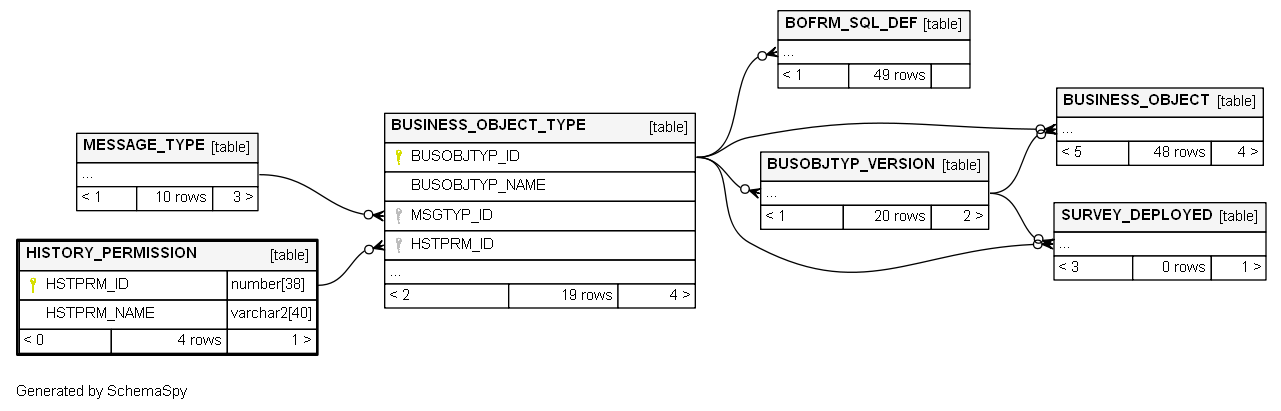 MESSAGE_TYPE [table]
...
< 1 10 rows 3 >
HISTORY_PERMISSION [table]
HSTPRM_ID number[38]
HSTPRM_NAME varchar2[40]
< 0 4 rows 1 >
BUSINESS_OBJECT_TYPE [table]
BUSOBJTYP_ID
BUSOBJTYP_NAME
MSGTYP_ID
HSTPRM_ID
...
< 2 19 rows 4 >
BOFRM_SQL_DEF [table]
...
< 1 49 rows
BUSOBJTYP_VERSION [table]
...
< 1 20 rows 2 >
BUSINESS_OBJECT [table]
...
< 5 48 rows 4 >
SURVEY_DEPLOYED [table]
...
< 3 0 rows 1 >
Generated by SchemaSpy